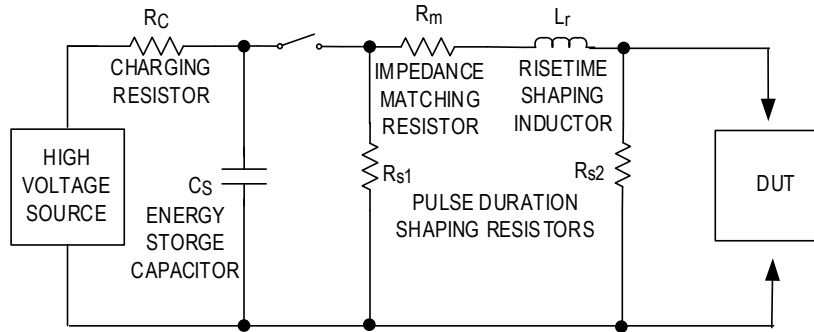 RC
CHARGING
RESISTOR
Rm
IMPEDANCE
MATCHING
RESISTOR
Lr
RISETIME
SHAPING
INDUCTOR
HIGH
VOLTAGE
SOURCE
CS
ENERGY
STORGE
CAPACITOR
Rs1
PULSE DURATION
SHAPING RESISTORS
Rs2
DUT